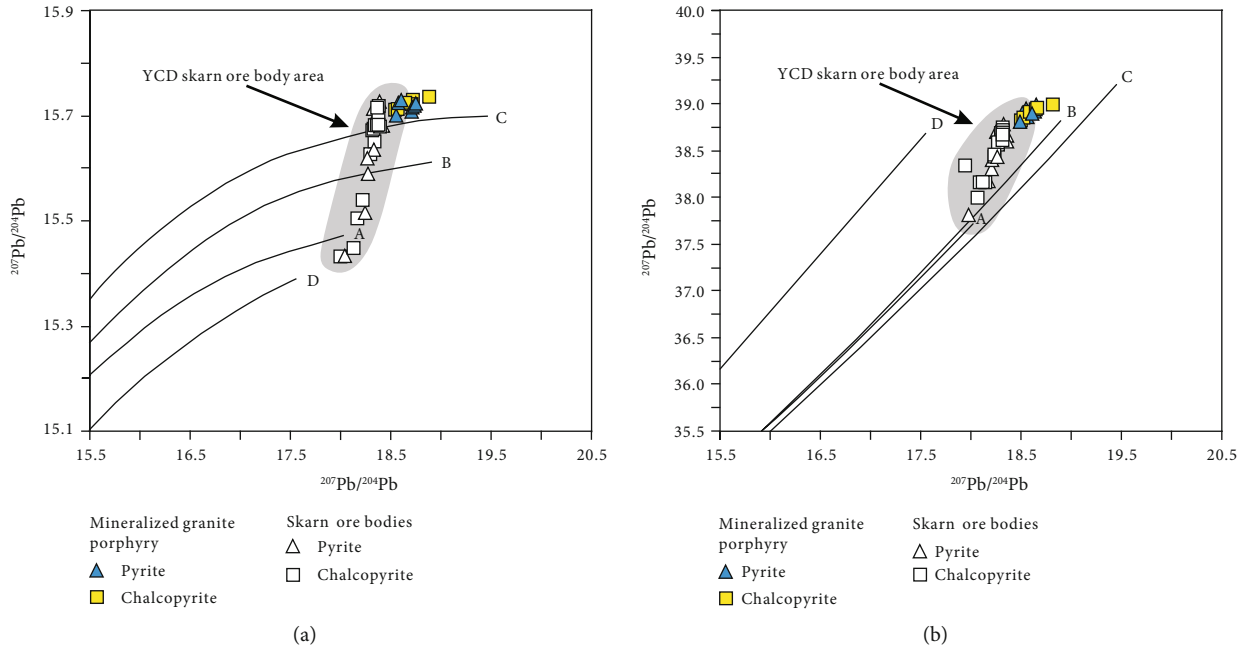 15.9
15.7
15.5
15.3
15.1
²⁰⁷Pb/²⁰⁴Pb
YCD skarn ore body area
C
B
A
D
15.5 16.5 17.5 18.5 19.5 20.5
²⁰⁷Pb/²⁰⁴Pb
Mineralized granite
porphyry
Pyrite
Chalcopyrite
Skarn ore bodies
Pyrite
Chalcopyrite
(a)
40.0
39.5
39.0
38.5
38.0
37.5
37.0
36.5
36.0
35.5
²⁰⁷Pb/²⁰⁴Pb
YCD skarn ore body area
C
B
D
A
15.5 16.5 17.5 18.5 19.5 20.5
²⁰⁷Pb/²⁰⁴Pb
Mineralized granite
porphyry
Pyrite
Chalcopyrite
Skarn ore bodies
Pyrite
Chalcopyrite
(b)